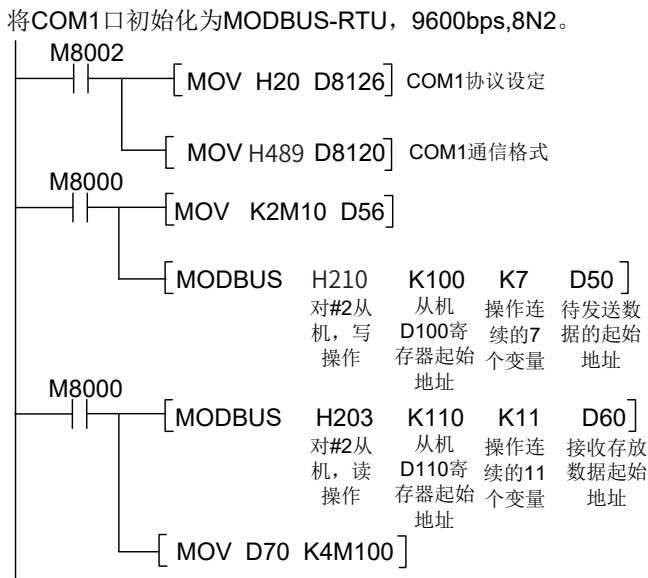 将COM1口初始化为MODBUS-RTU，9600bps,8N2。
M8002
MOV H20 D8126 COM1协议设定
MOV H489 D8120 COM1通信格式
M8000
MOV K2M10 D56
MODBUS H210 K100 K7 D50
对#2从 从机 操作连 待发送数
机，写 D100寄 续的7 据的起始
操作 存器起始 个变量 地址
地址
M8000
MODBUS H203 K110 K11 D60
对#2从 从机 操作连 接收存放
机，读 D110寄 续的11 数据起始
操作 存器起始 个变量 地址
地址
MOV D70 K4M100